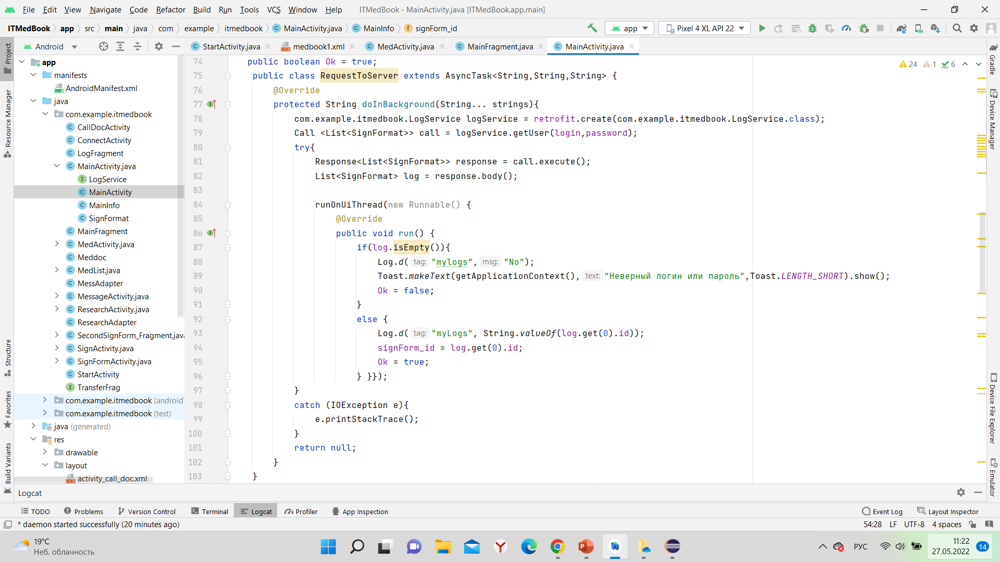 File Edit View Navigate Code Refactor Build Run Tools VCS Window Help ITMedBook - MainActivity.java [ITMedBook.app.main]
ITMedBook app src main java com example itmedbook MainActivity.java MainInfo signForm_id app Pixel 4 XL API 22
Android StartActivity.java medbook1.xml MedActivity.java MainFragment.java MainActivity.java
Project
Resource Manager
Structure
Favorites
Build Variants
app
manifests
AndroidManifest.xml
java
com.example.itmedbook
CallDocActivity
ConnectActivity
LogFragment
MainActivity.java
LogService
MainActivity
MainInfo
SignFormat
MainFragment
MedActivity.java
Meddoc
MedList.java
MessAdapter
MessageActivity.java
ResearchActivity.java
ResearchAdapter
SecondSignForm_Fragment.java
SignActivity.java
SignFormActivity.java
StartActivity
TransferFrag
com.example.itmedbook (android
com.example.itmedbook (test)
java (generated)
res
drawable
layout
activity_call_doc.xml
24 1 6
74 public boolean Ok = true;
75 public class RequestToServer extends AsyncTask<String,String,String> {
76 @Override
77 protected String doInBackground(String... strings){
78 com.example.itmedbook.LogService logService = retrofit.create(com.example.itmedbook.LogService.class);
79 Call <List<SignFormat>> call = logService.getUser(login,password);
80 try{
81 Response<List<SignFormat>> response = call.execute();
82 List<SignFormat> log = response.body();
83
84 runOnUiThread(new Runnable() {
85 @Override
86 public void run() {
87 if(log.isEmpty()){
88 Log.d( tag: "mylogs", msg: "No");
89 Toast.makeText(getApplicationContext(), text: "Неверный логин или пароль",Toast.LENGTH_SHORT).show();
90 Ok = false;
91 }
92 else {
93 Log.d( tag: "myLogs", String.valueOf(log.get(0).id));
94 signForm_id = log.get(0).id;
95 Ok = true;
96 } }});
97 }
98 catch (IOException e){
99 e.printStackTrace();
100 }
101 return null;
102 }
103 }
Gradle
Device Manager
Device File Explorer
Emulator
Logcat
TODO Problems Version Control Terminal Logcat Profiler App Inspection Event Log Layout Inspector
* daemon started successfully (20 minutes ago) 54:28 LF UTF-8 4 spaces
19°C
Неб. облачность
РУС
11:22
27.05.2022
14